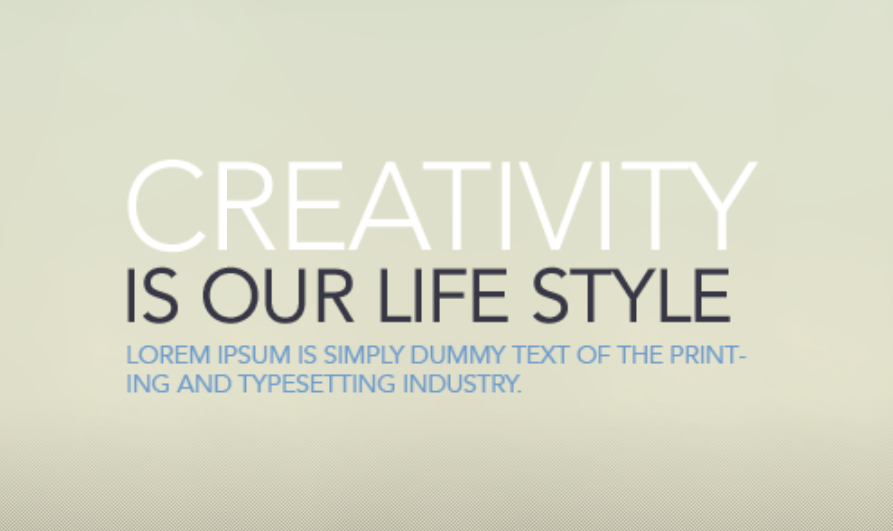 CREATIVITY
IS OUR LIFE STYLE
LOREM IPSUM IS SIMPLY DUMMY TEXT OF THE PRINT-
ING AND TYPESETTING INDUSTRY.